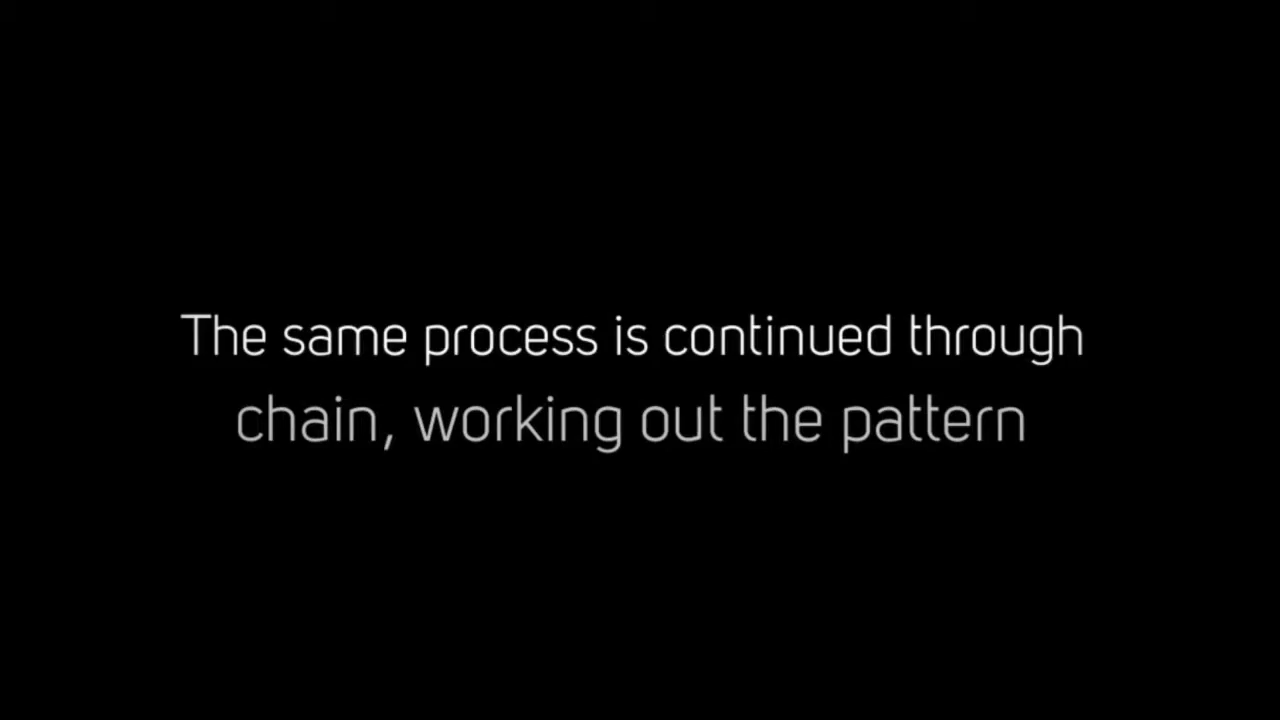 The same process is continued through
chain, working out the pattern